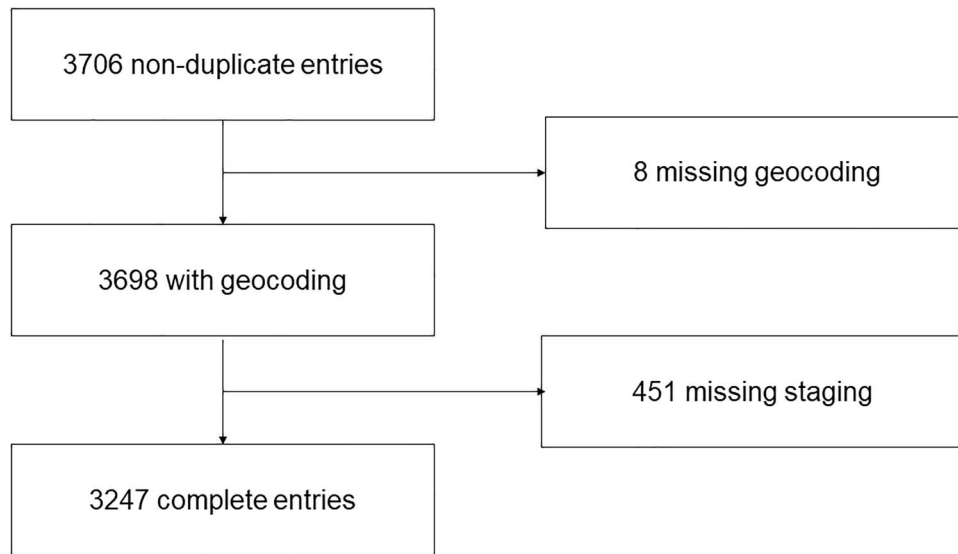 3706 non-duplicate entries
8 missing geocoding
3698 with geocoding
451 missing staging
3247 complete entries